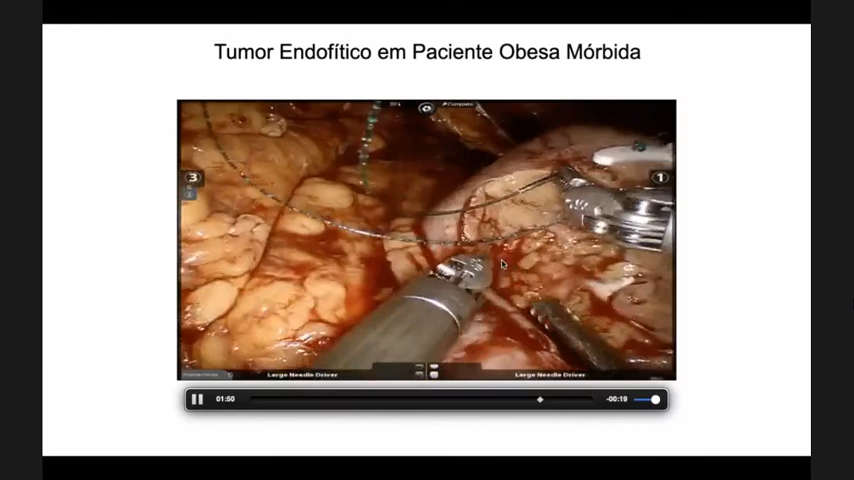 Tumor Endofítico em Paciente Obesa Mórbida
3
1
Large Needle Driver
Large Needle Driver
01:50
-00:19